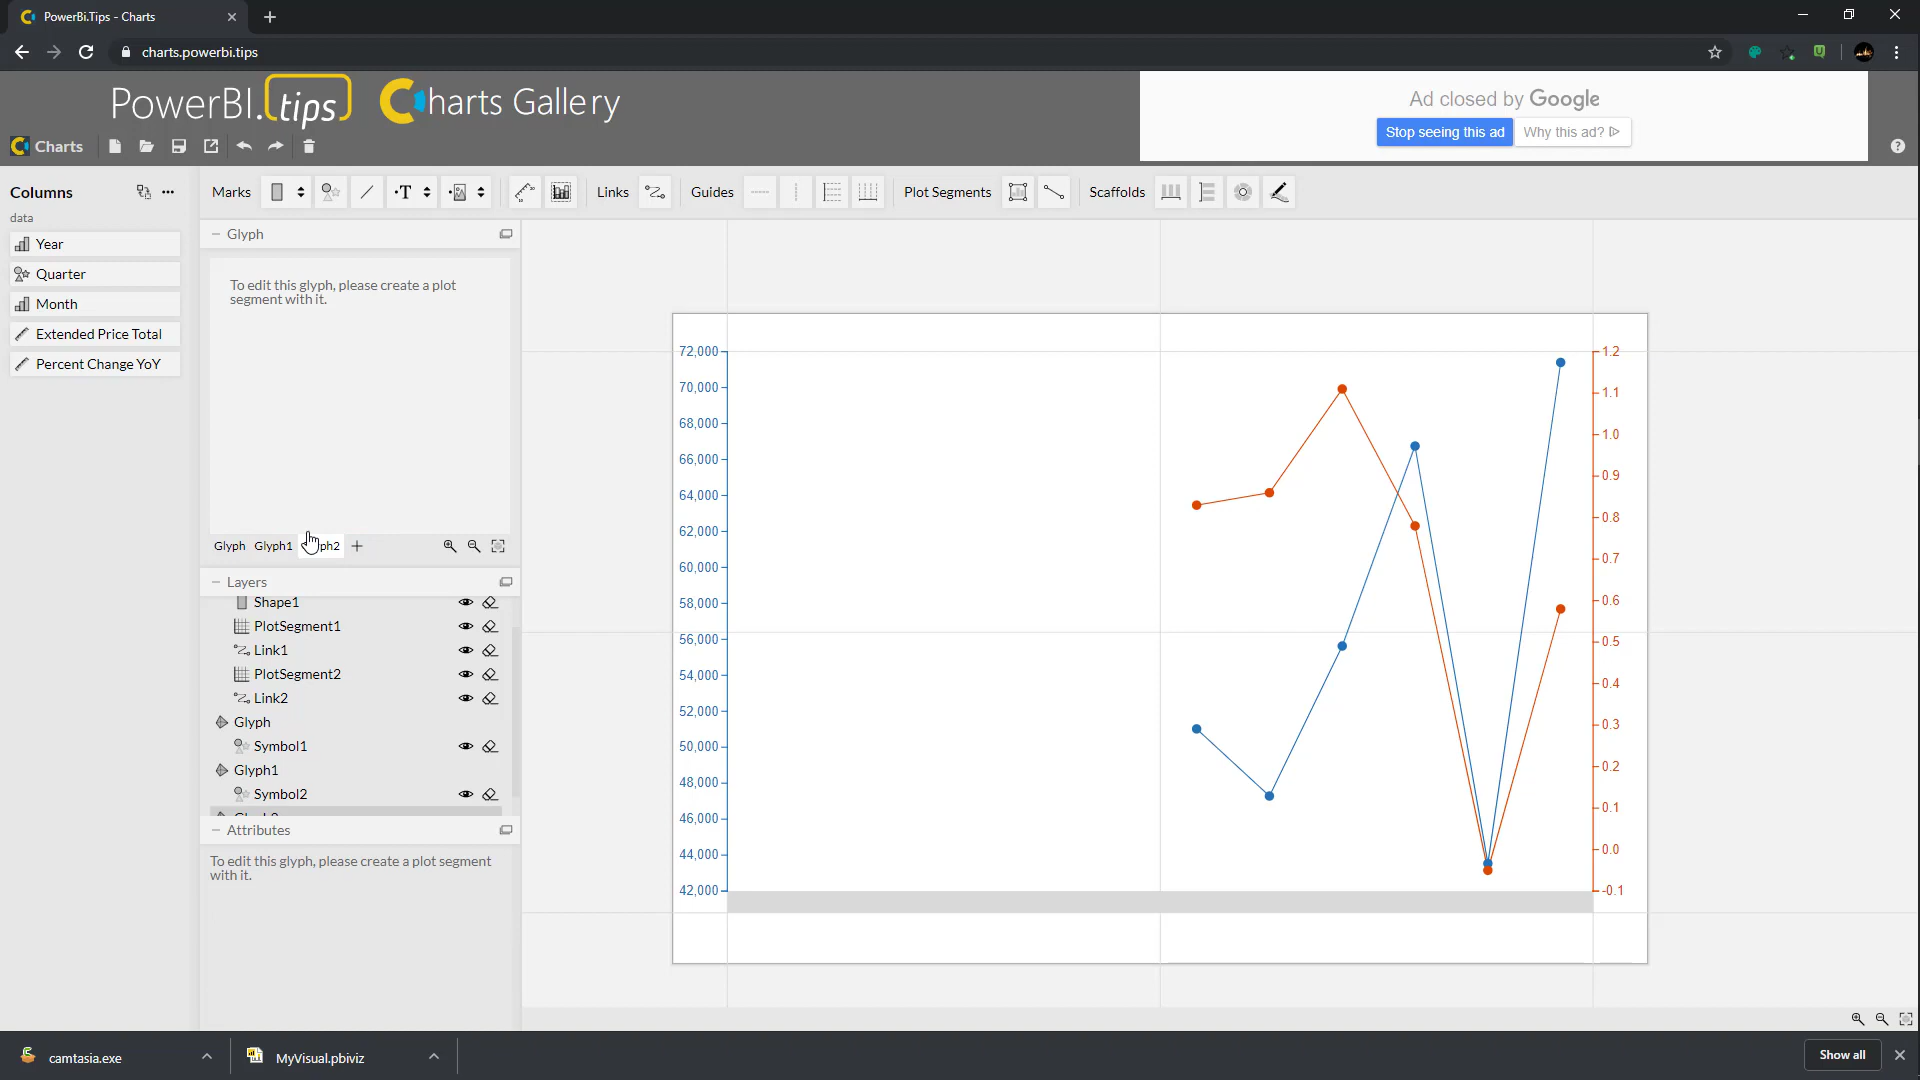 PowerBi.Tips - Charts
charts.powerbi.tips
PowerBI.tips Charts Gallery
Ad closed by Google
Stop seeing this ad Why this ad?
Charts
Columns
data
Year
Quarter
Month
Extended Price Total
Percent Change YoY
Marks Links Guides Plot Segments Scaffolds
Glyph
To edit this glyph, please create a plot
segment with it.
Glyph Glyph1
Layers
Shape1
PlotSegment1
Link1
PlotSegment2
Link2
Glyph
Symbol1
Glyph1
Symbol2
Attributes
To edit this glyph, please create a plot segment
with it.
72,000
70,000
68,000
66,000
64,000
62,000
60,000
58,000
56,000
54,000
52,000
50,000
48,000
46,000
44,000
42,000
1.2
1.1
1.0
0.9
0.8
0.7
0.6
0.5
0.4
0.3
0.2
0.1
0.0
-0.1
camtasia.exe
MyVisual.pbiviz
Show all